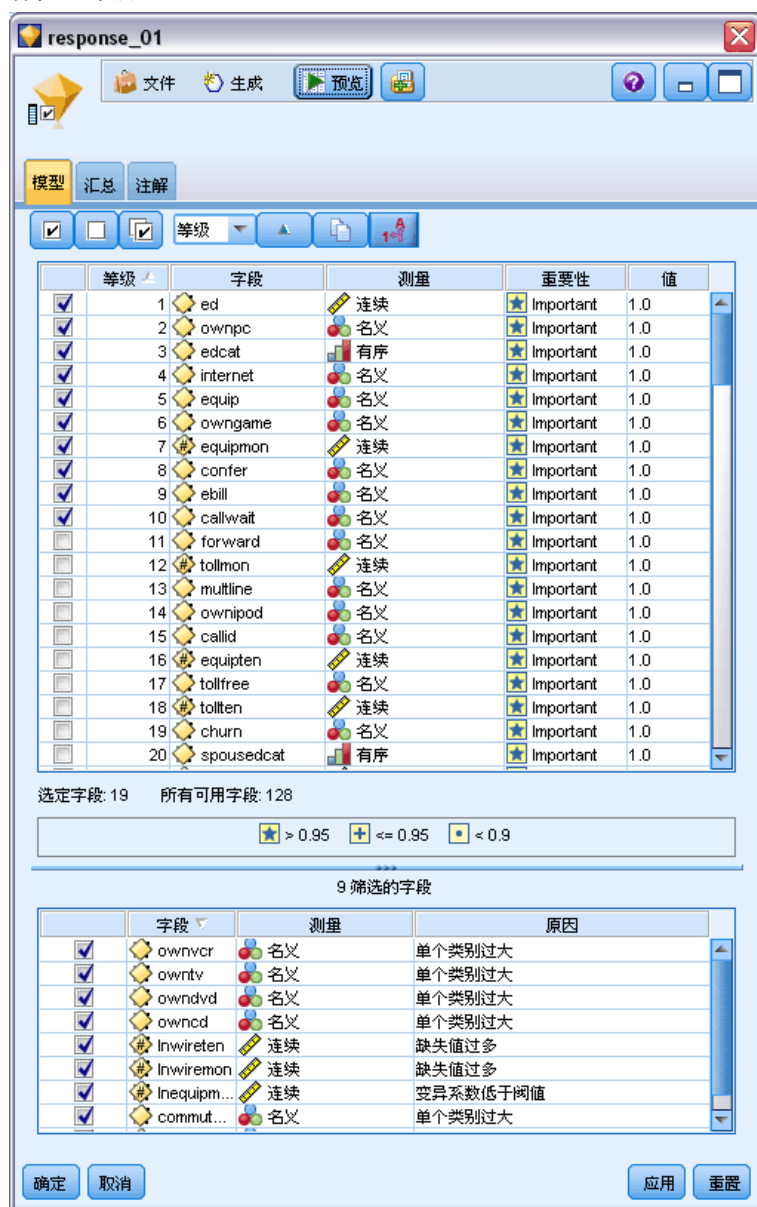 response_01
文件 生成 预览
模型 汇总 注解
等级
等级 字段 测量 重要性 值
1 ed 连续 Important 1.0
2 ownpc 名义 Important 1.0
3 edcat 有序 Important 1.0
4 internet 名义 Important 1.0
5 equip 名义 Important 1.0
6 owngame 名义 Important 1.0
7 equipmon 连续 Important 1.0
8 confer 名义 Important 1.0
9 ebill 名义 Important 1.0
10 callwait 名义 Important 1.0
11 forward 名义 Important 1.0
12 tollmon 连续 Important 1.0
13 multline 名义 Important 1.0
14 ownipod 名义 Important 1.0
15 callid 名义 Important 1.0
16 equipten 连续 Important 1.0
17 tollfree 名义 Important 1.0
18 tollten 连续 Important 1.0
19 churn 名义 Important 1.0
20 spousedcat 有序 Important 1.0
选定字段: 19 所有可用字段: 128
> 0.95 <= 0.95 < 0.9
9 筛选的字段
字段 测量 原因
ownvcr 名义 单个类别过大
owntv 名义 单个类别过大
owndvd 名义 单个类别过大
owncd 名义 单个类别过大
lnwireten 连续 缺失值过多
lnwiremon 连续 缺失值过多
lnequipm... 连续 变异系数低于阀值
commut... 名义 单个类别过大
确定 取消 应用 重置